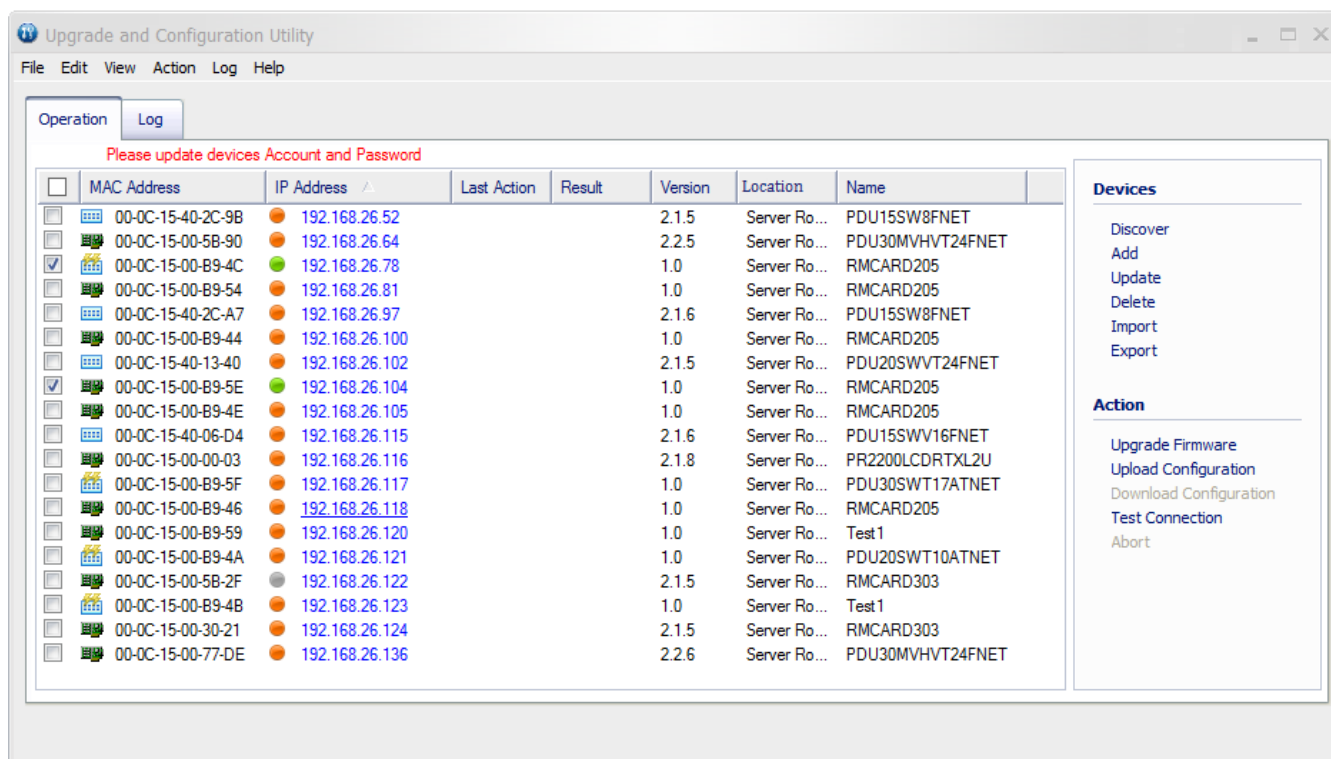 Upgrade and Configuration Utility
File Edit View Action Log Help
Operation Log
Please update devices Account and Password
MAC Address IP Address Last Action Result Version Location Name
00-0C-15-40-2C-9B 192.168.26.52 2.1.5 Server Ro... PDU15SW8FNET
00-0C-15-00-5B-90 192.168.26.64 2.2.5 Server Ro... PDU30MVHVT24FNET
00-0C-15-00-B9-4C 192.168.26.78 1.0 Server Ro... RMCARD205
00-0C-15-00-B9-54 192.168.26.81 1.0 Server Ro... RMCARD205
00-0C-15-40-2C-A7 192.168.26.97 2.1.6 Server Ro... PDU15SW8FNET
00-0C-15-00-B9-44 192.168.26.100 1.0 Server Ro... RMCARD205
00-0C-15-40-13-40 192.168.26.102 2.1.5 Server Ro... PDU20SWVT24FNET
00-0C-15-00-B9-5E 192.168.26.104 1.0 Server Ro... RMCARD205
00-0C-15-00-B9-4E 192.168.26.105 1.0 Server Ro... RMCARD205
00-0C-15-40-06-D4 192.168.26.115 2.1.6 Server Ro... PDU15SWV16FNET
00-0C-15-00-00-03 192.168.26.116 2.1.8 Server Ro... PR2200LCDRTXL2U
00-0C-15-00-B9-5F 192.168.26.117 1.0 Server Ro... PDU30SWT17ATNET
00-0C-15-00-B9-46 192.168.26.118 1.0 Server Ro... RMCARD205
00-0C-15-00-B9-59 192.168.26.120 1.0 Server Ro... Test1
00-0C-15-00-B9-4A 192.168.26.121 1.0 Server Ro... PDU20SWT10ATNET
00-0C-15-00-5B-2F 192.168.26.122 2.1.5 Server Ro... RMCARD303
00-0C-15-00-B9-4B 192.168.26.123 1.0 Server Ro... Test1
00-0C-15-00-30-21 192.168.26.124 2.1.5 Server Ro... RMCARD303
00-0C-15-00-77-DE 192.168.26.136 2.2.6 Server Ro... PDU30MVHVT24FNET
Devices
Discover
Add
Update
Delete
Import
Export
Action
Upgrade Firmware
Upload Configuration
Download Configuration
Test Connection
Abort